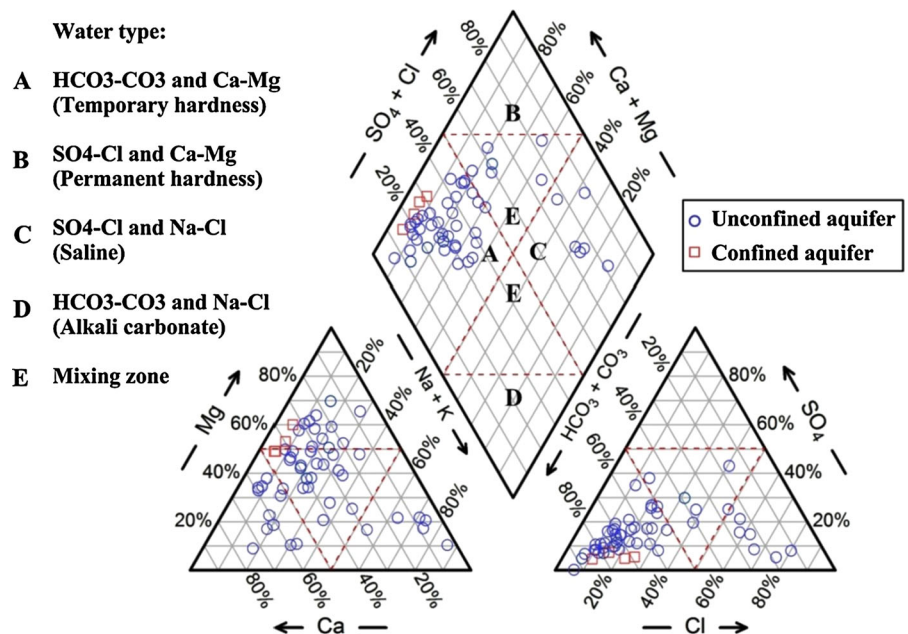 Water type:
A HCO3-CO3 and Ca-Mg
(Temporary hardness)
B SO4-Cl and Ca-Mg
(Permanent hardness)
C SO4-Cl and Na-Cl
(Saline)
D HCO3-CO3 and Na-Cl
(Alkali carbonate)
E Mixing zone
SO₄ + Cl
20%
40%
60%
80%
Ca + Mg
80%
60%
40%
20%
B
E
A
C
E
D
Unconfined aquifer
Confined aquifer
Na + K
HCO₃ + CO₃
Mg
80%
60%
40%
20%
20%
40%
60%
80%
80%
60%
40%
20%
Ca
20%
40%
60%
80%
SO₄
80%
60%
40%
20%
20%
40%
60%
80%
Cl